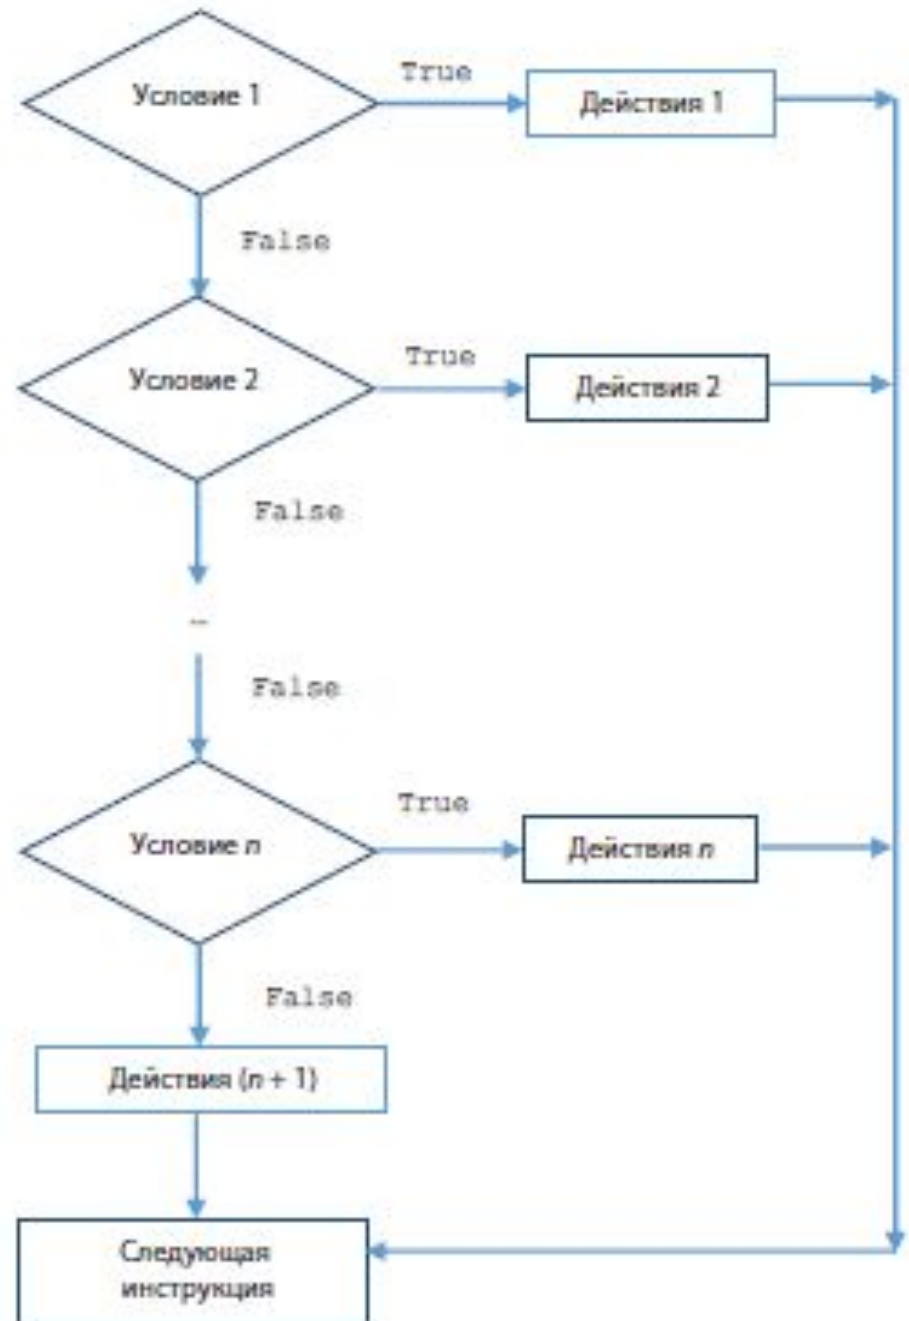 Условие 1
True
Действия 1
False
Условие 2
True
Действия 2
False
...
False
Условие n
True
Действия n
False
Действия (n + 1)
Следующая
инструкция